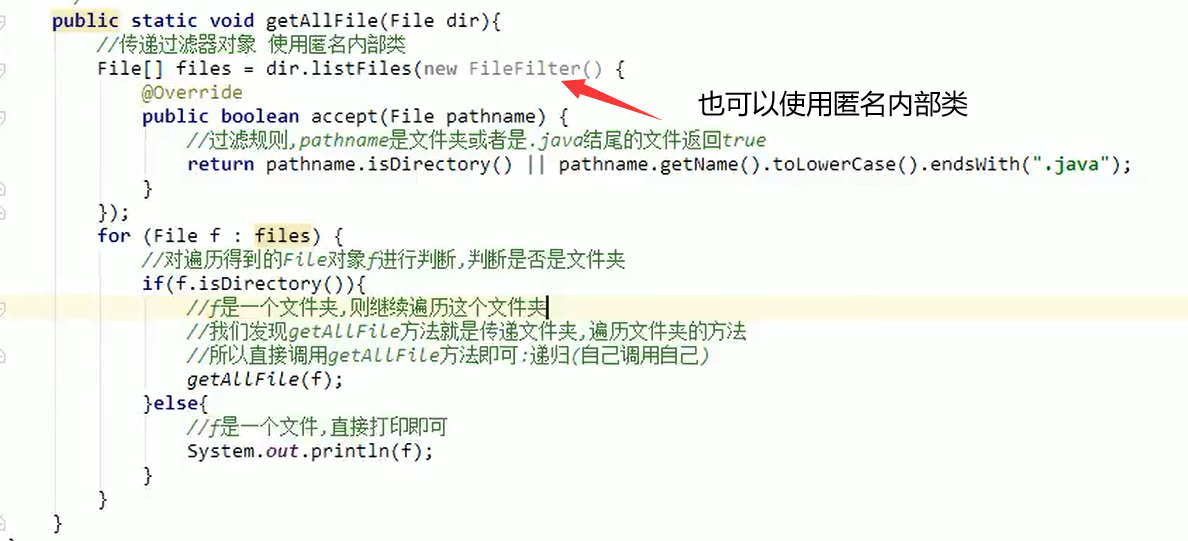 public static void getAllFile(File dir){
//传递过滤器对象 使用匿名内部类
File[] files = dir.listFiles(new FileFilter() {
@Override
也可以使用匿名内部类
public boolean accept(File pathname) {
//过滤规则,pathname是文件夹或者是.java结尾的文件返回true
return pathname.isDirectory() || pathname.getName().toLowerCase().endsWith(".java");
}
});
for (File f : files) {
//对遍历得到的File对象f进行判断,判断是否是文件夹
if(f.isDirectory()){
//f是一个文件夹,则继续遍历这个文件夹
//我们发现getAllFile方法就是传递文件夹,遍历文件夹的方法
//所以直接调用getAllFile方法即可:递归(自己调用自己)
getAllFile(f);
}else{
//f是一个文件,直接打印即可
System.out.println(f);
}
}
}